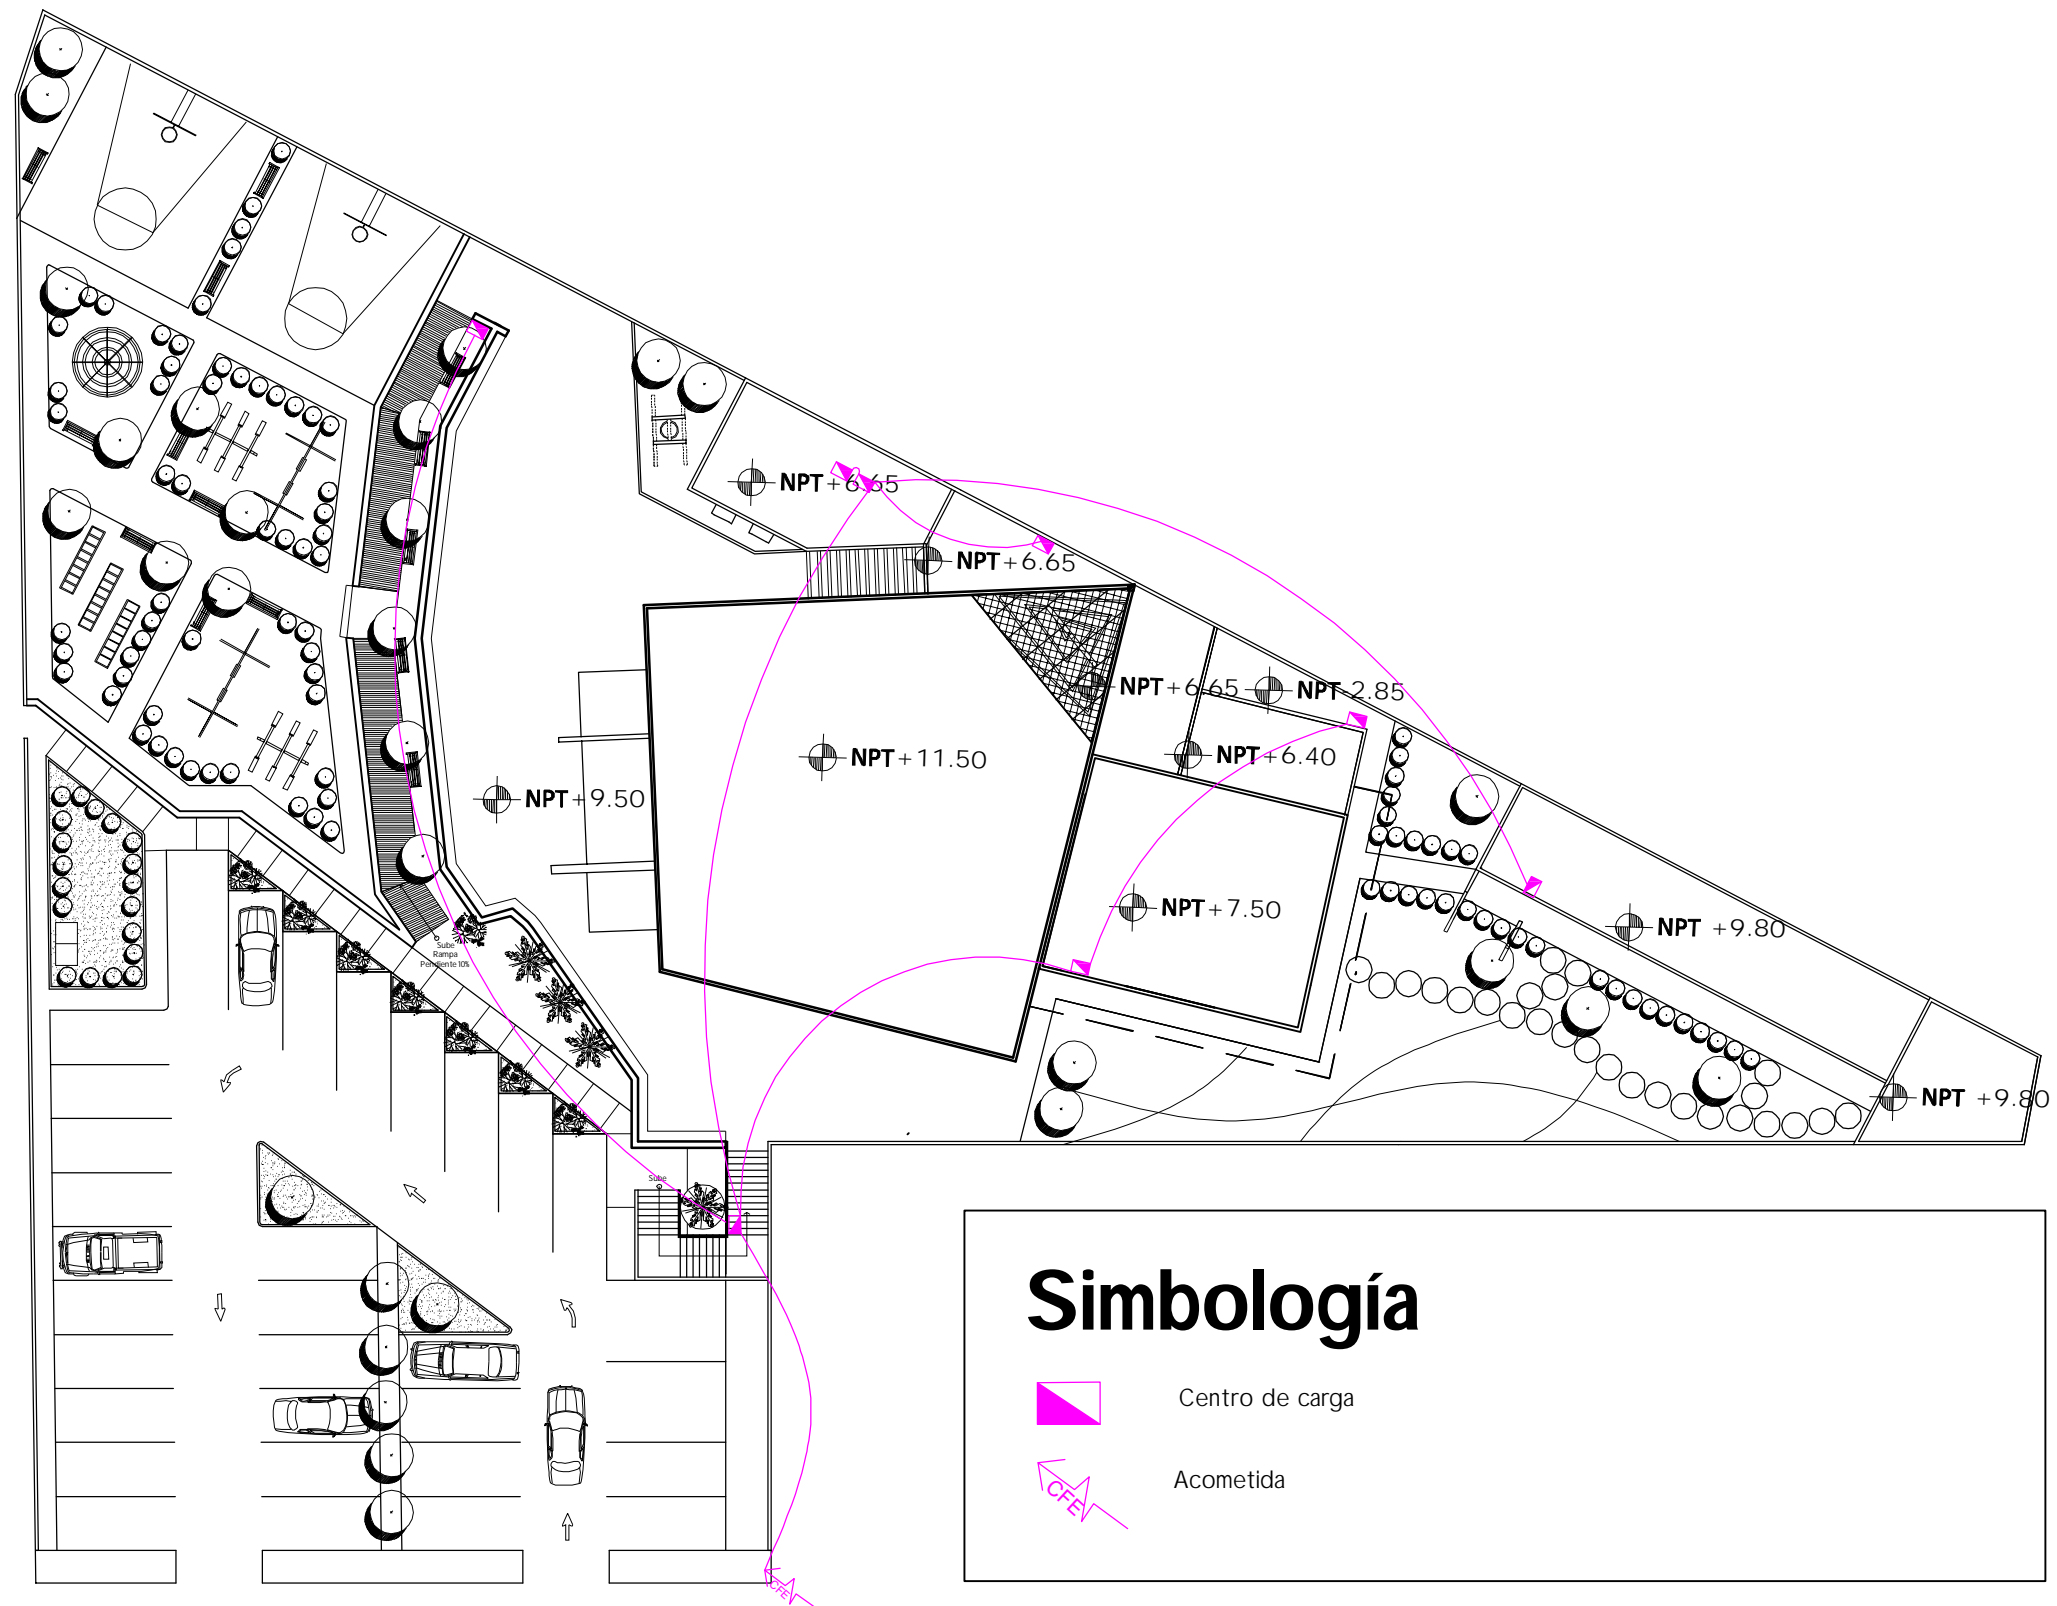 NPT+6.65
NPT+6.65
NPT+6.65
NPT-2.85
NPT+11.50
NPT+6.40
NPT+9.50
NPT+7.50
NPT +9.80
Sube
Rampa
Pendiente 10%
NPT +9.80
Sube
Simbología
Centro de carga
CFE
Acometida
CFE